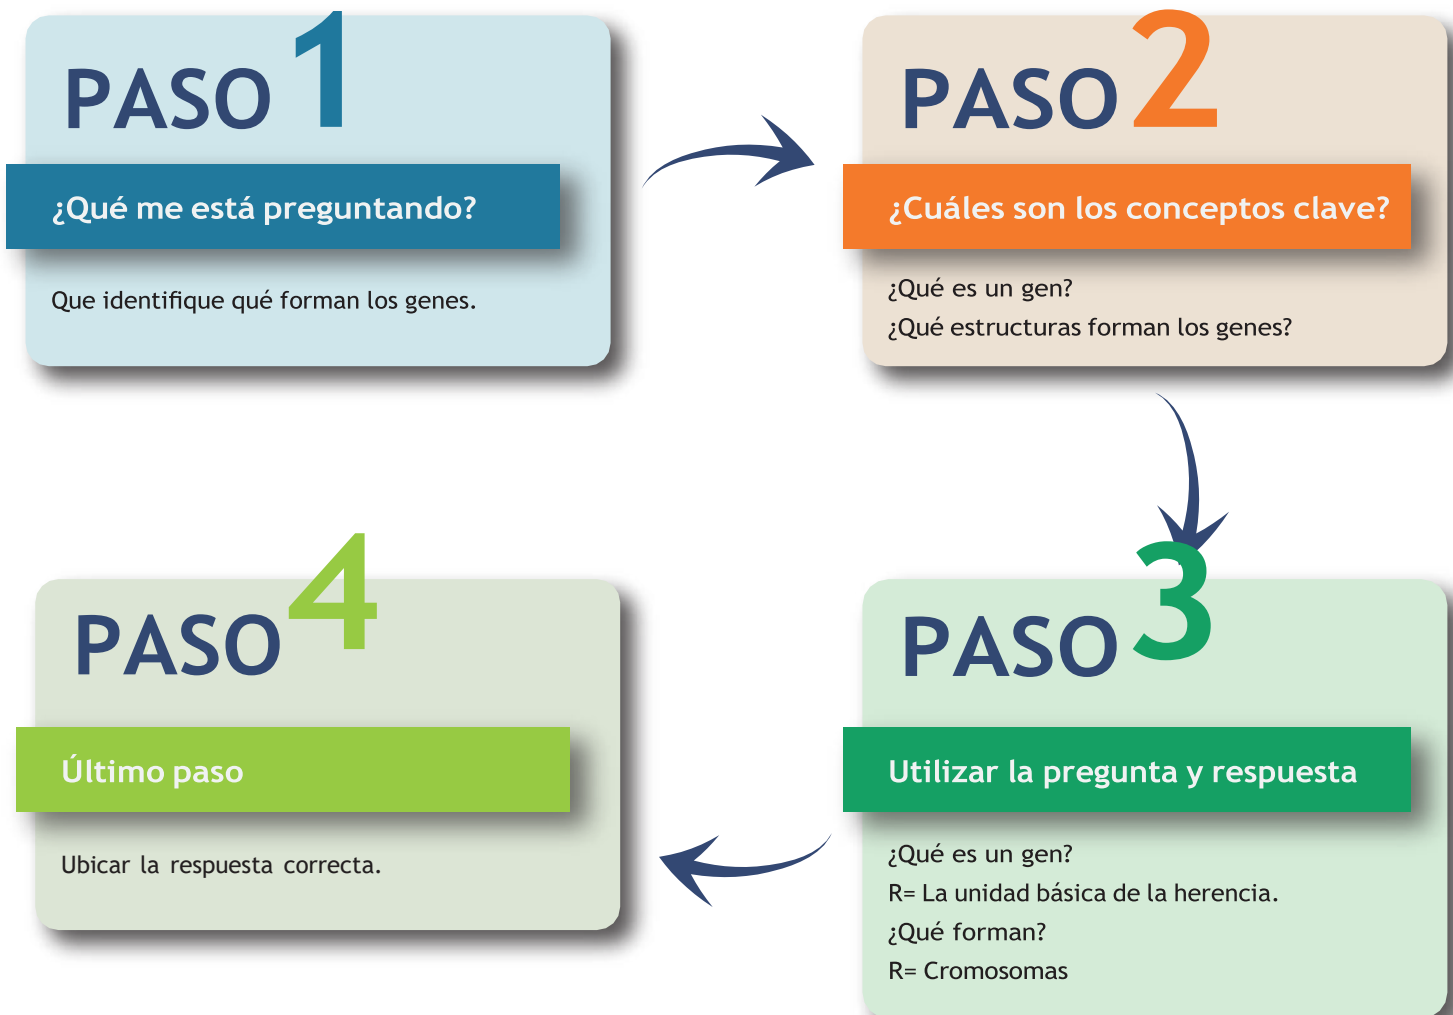 PASO 1
¿Qué me está preguntando?
Que identifique qué forman los genes.
PASO 2
¿Cuáles son los conceptos clave?
¿Qué es un gen?
¿Qué estructuras forman los genes?
PASO 3
Utilizar la pregunta y respuesta
¿Qué es un gen?
R= La unidad básica de la herencia.
¿Qué forman?
R= Cromosomas
PASO 4
Último paso
Ubicar la respuesta correcta.